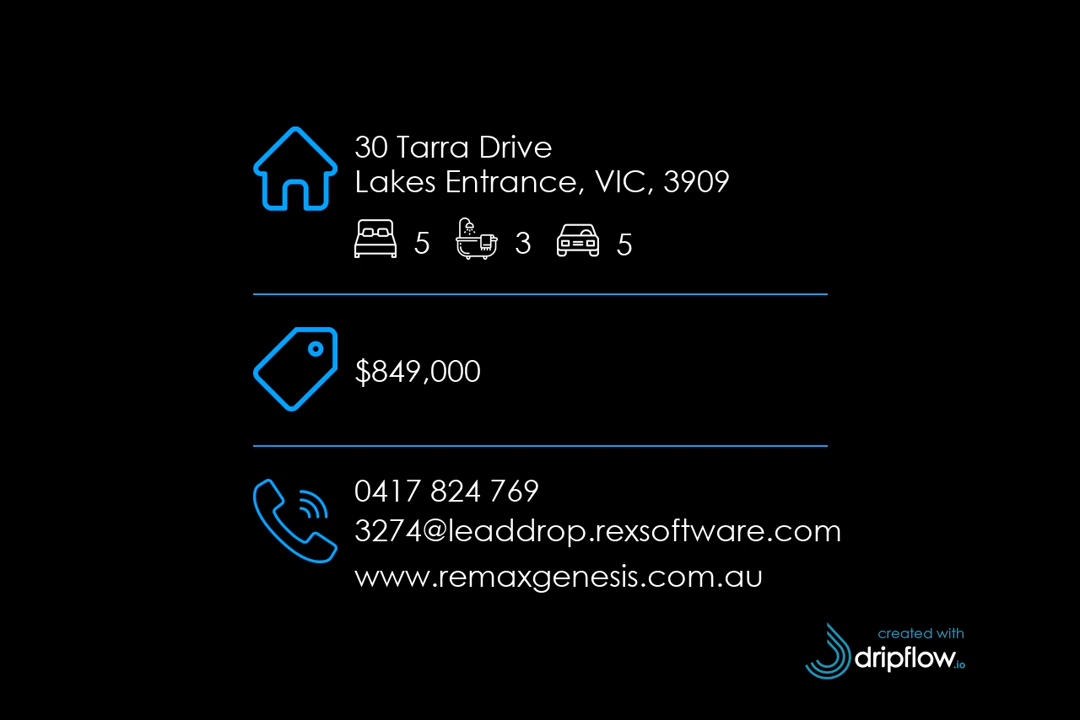 30 Tarra Drive
Lakes Entrance, VIC, 3909
5 3 5
$849,000
0417 824 769
3274@leaddrop.rexsoftware.com
www.remaxgenesis.com.au
created with
dripflow.io